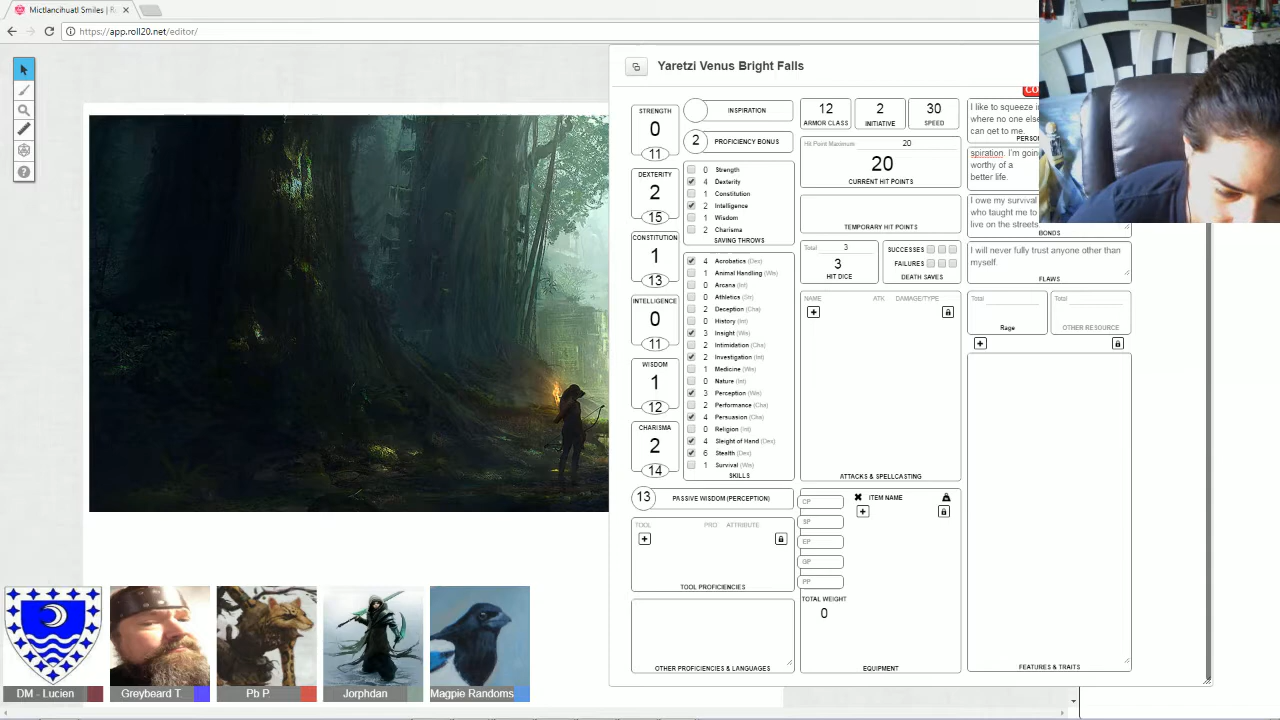 Mictlancihuatl Smiles | R
https://app.roll20.net/editor/
Yaretzi Venus Bright Falls
STRENGTH
0
11
DEXTERITY
2
15
CONSTITUTION
1
13
INTELLIGENCE
0
11
WISDOM
1
12
CHARISMA
2
14
INSPIRATION
2 PROFICIENCY BONUS
0 Strength
4 Dexterity
1 Constitution
2 Intelligence
1 Wisdom
2 Charisma
SAVING THROWS
4 Acrobatics (Dex)
1 Animal Handling (Wis)
0 Arcana (Int)
0 Athletics (Str)
2 Deception (Cha)
0 History (Int)
3 Insight (Wis)
2 Intimidation (Cha)
2 Investigation (Int)
1 Medicine (Wis)
0 Nature (Int)
3 Perception (Wis)
2 Performance (Cha)
4 Persuasion (Cha)
0 Religion (Int)
4 Sleight of Hand (Dex)
6 Stealth (Dex)
1 Survival (Wis)
SKILLS
13 PASSIVE WISDOM (PERCEPTION)
TOOL PRO ATTRIBUTE
TOOL PROFICIENCIES
OTHER PROFICIENCIES & LANGUAGES
12
ARMOR CLASS
2
INITIATIVE
30
SPEED
Hit Point Maximum 20
20
CURRENT HIT POINTS
TEMPORARY HIT POINTS
Total 3
3
HIT DICE
SUCCESSES
FAILURES
DEATH SAVES
NAME ATK DAMAGE/TYPE
ATTACKS & SPELLCASTING
CP
SP
EP
GP
PP
TOTAL WEIGHT
0
ITEM NAME
EQUIPMENT
CO
I like to squeeze in
where no one else
can get to me.
PERSO
spiration. I'm goin
worthy of a
better life.
I owe my survival
who taught me to
live on the streets
BONDS
I will never fully trust anyone other than
myself.
FLAWS
Total
Rage
Total
OTHER RESOURCE
FEATURES & TRAITS
DM - Lucien
Greybeard T.
Pb P.
Jorphdan
Magpie Randoms